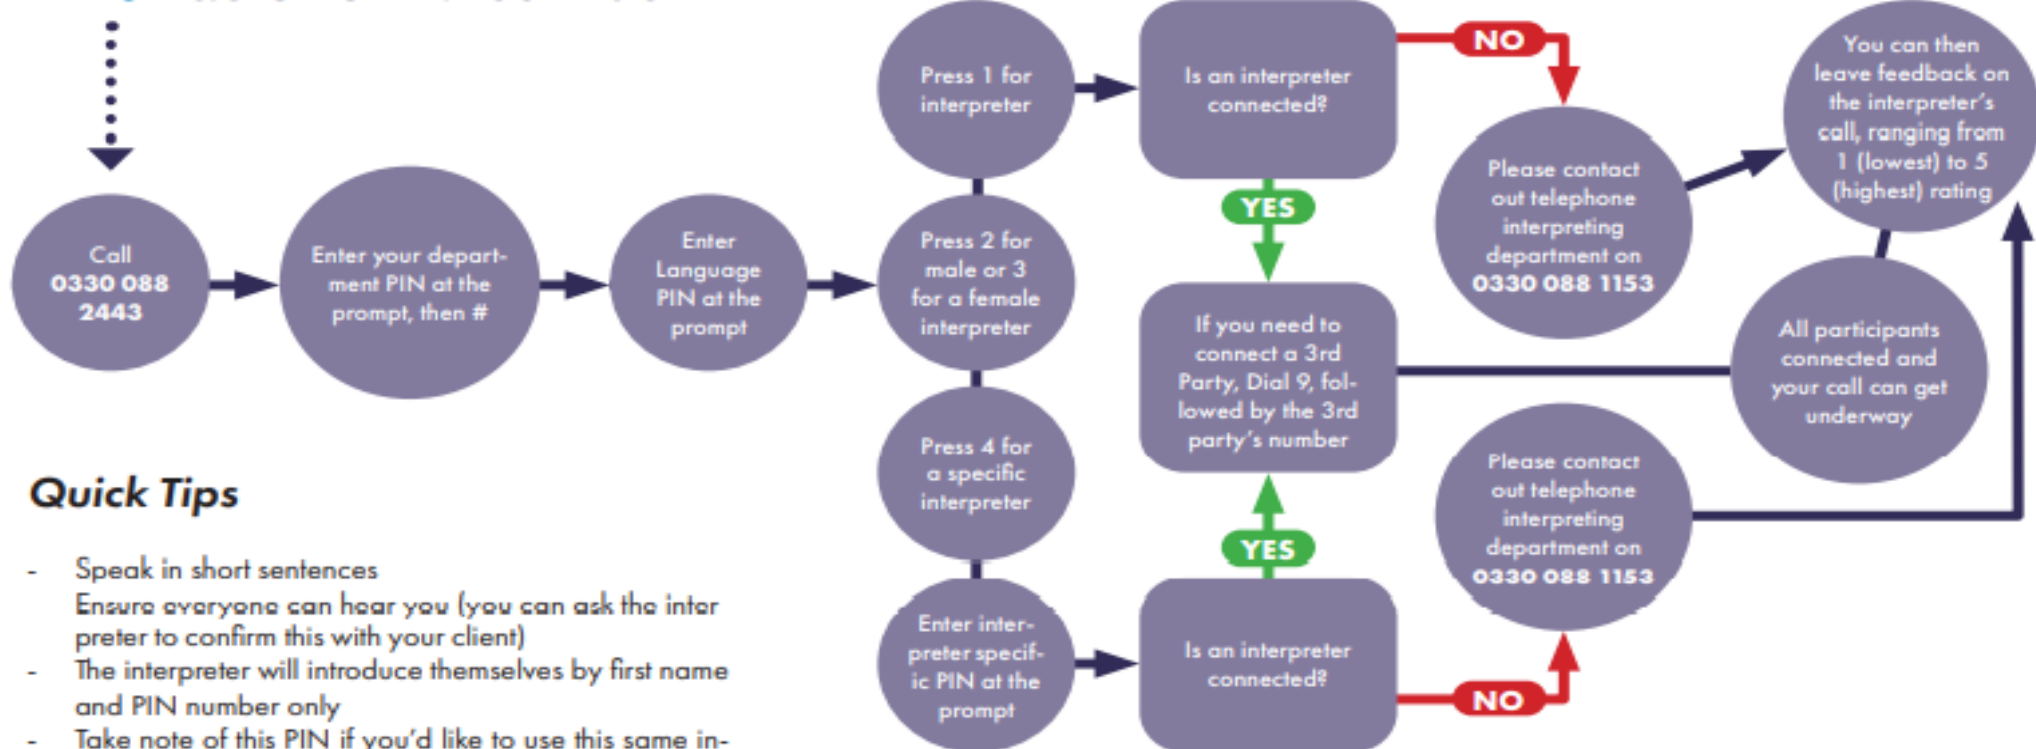 Call
0330 088
2443
Enter your depart-
ment PIN at the
prompt, then #
Enter
Language
PIN at the
prompt
Press 1 for
interpreter
Press 2 for
male or 3
for a female
interpreter
Press 4 for
a specific
interpreter
Enter inter-
preter specif-
ic PIN at the
prompt
Is an interpreter
connected?
NO
YES
If you need to
connect a 3rd
Party, Dial 9, fol-
lowed by the 3rd
party's number
YES
Is an interpreter
connected?
NO
Please contact
out telephone
interpreting
department on
0330 088 1153
Please contact
out telephone
interpreting
department on
0330 088 1153
You can then
leave feedback on
the interpreter's
call, ranging from
1 (lowest) to 5
(highest) rating
All participants
connected and
your call can get
underway
Quick Tips
- Speak in short sentences
Ensure everyone can hear you (you can ask the inter
preter to confirm this with your client)
- The interpreter will introduce themselves by first name
and PIN number only
- Take note of this PIN if you'd like to use this same in-